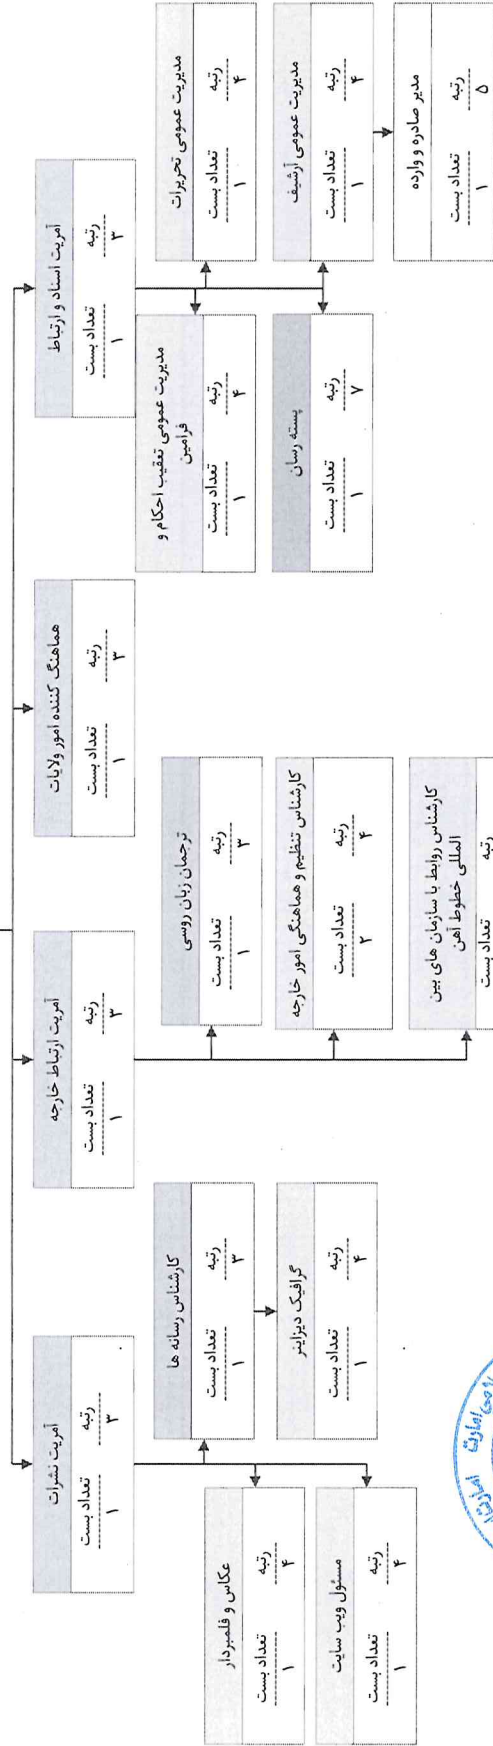 آمریت اسناد و ارتباط
رتبه تعداد بست
۳ ۱
مدیریت عمومی تحریرات
رتبه تعداد بست
۴ ۱
مدیریت عمومی تعقیب احکام و
فرامین
رتبه تعداد بست
۴ ۱
مدیریت عمومی آرشیف
رتبه تعداد بست
۴ ۱
پسته رسان
رتبه تعداد بست
۷ ۱
مدیر صادره و وارده
رتبه تعداد بست
۵ ۱
هماهنگ کننده امور ولایات
رتبه تعداد بست
۳ ۱
آمریت ارتباط خارجه
رتبه تعداد بست
۳ ۱
ترجمان زبان روسی
رتبه تعداد بست
۳ ۱
کارشناس تنظیم و هماهنگی امور خارجه
رتبه تعداد بست
۴ ۲
کارشناس روابط با سازمان های بین
المللی خطوط آهن
رتبه تعداد بست
آمریت نشرات
رتبه تعداد بست
۳ ۱
کارشناس رسانه ها
رتبه تعداد بست
۳ ۱
گرافیک دیزاینر
رتبه تعداد بست
۴ ۱
عکاس و فلمبردار
رتبه تعداد بست
۴ ۱
مسئول ویب سایت
رتبه تعداد بست
۴ ۱